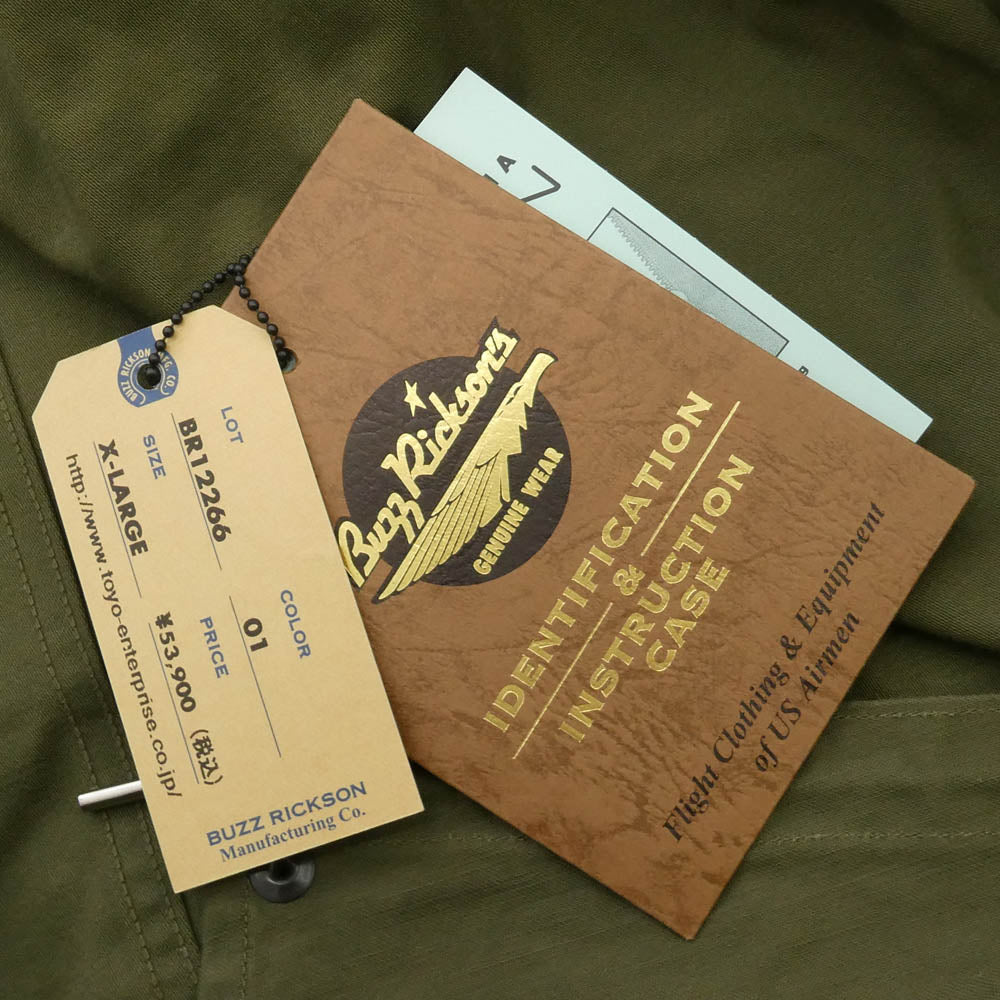 BUZZ RICKSON MFG. CO.
LOT
BR12266
COLOR
01
SIZE
X-LARGE
PRICE
¥53,900 (税込)
http://www.toyo-enterprise.co.jp/
BUZZ RICKSON
Manufacturing Co.
Buzz Rickson's
GENUINE WEAR
IDENTIFICATION
&
INSTRUCTION
CASE
Flight Clothing & Equipment
of US Airmen